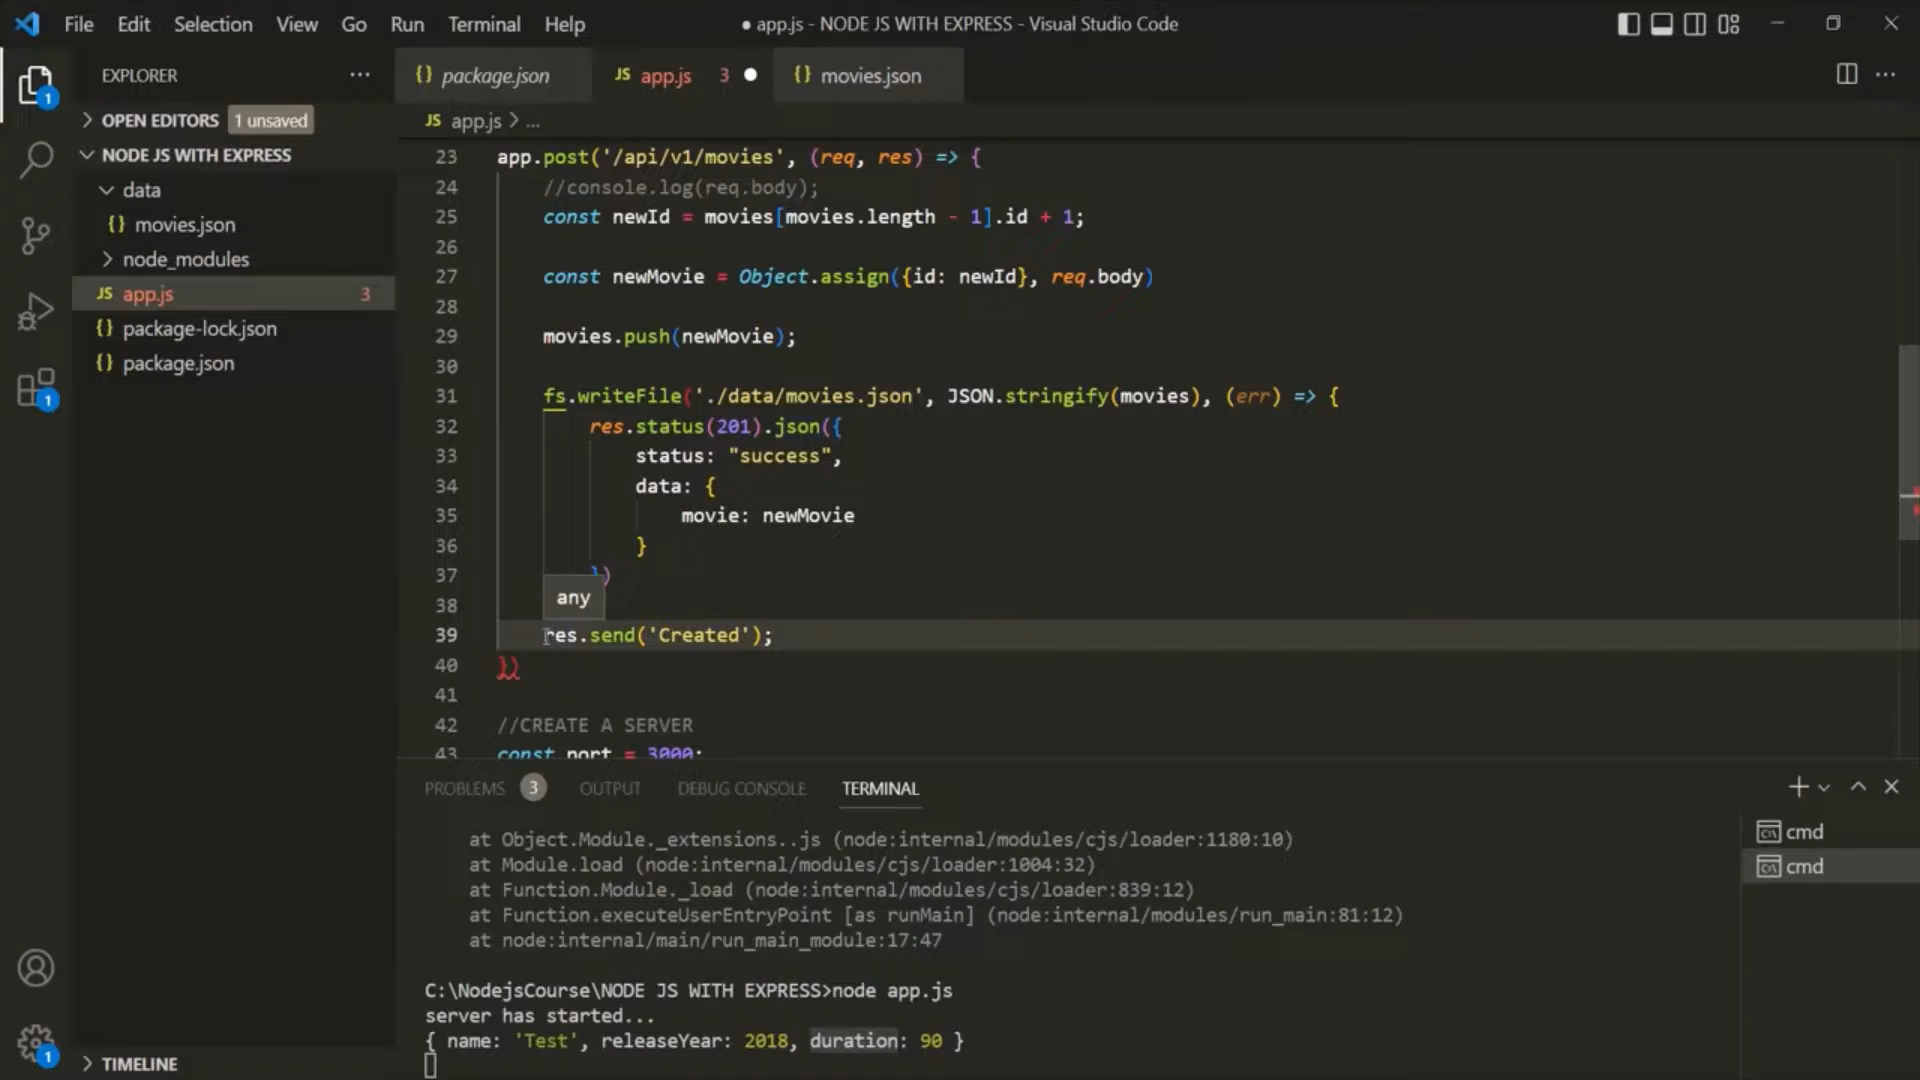 File Edit Selection View Go Run Terminal Help
● app.js - NODE JS WITH EXPRESS - Visual Studio Code
EXPLORER
{} package.json JS app.js 3 {} movies.json
OPEN EDITORS 1 unsaved
JS app.js > ...
NODE JS WITH EXPRESS
data
{} movies.json
node_modules
JS app.js 3
{} package-lock.json
{} package.json
TIMELINE
1
1
1
23 app.post('/api/v1/movies', (req, res) => {
24 //console.log(req.body);
25 const newId = movies[movies.length - 1].id + 1;
26
27 const newMovie = Object.assign({id: newId}, req.body)
28
29 movies.push(newMovie);
30
31 fs.writeFile('./data/movies.json', JSON.stringify(movies), (err) => {
32 res.status(201).json({
33 status: "success",
34 data: {
35 movie: newMovie
36 }
37 })
any
38
39 res.send('Created');
40 })
41
42 //CREATE A SERVER
43 const port = 3000;
PROBLEMS 3 OUTPUT DEBUG CONSOLE TERMINAL
at Object.Module._extensions..js (node:internal/modules/cjs/loader:1180:10)
at Module.load (node:internal/modules/cjs/loader:1004:32)
at Function.Module._load (node:internal/modules/cjs/loader:839:12)
at Function.executeUserEntryPoint [as runMain] (node:internal/modules/run_main:81:12)
at node:internal/main/run_main_module:17:47
C:\NodejsCourse\NODE JS WITH EXPRESS>node app.js
server has started...
{ name: 'Test', releaseYear: 2018, duration: 90 }
cmd
cmd